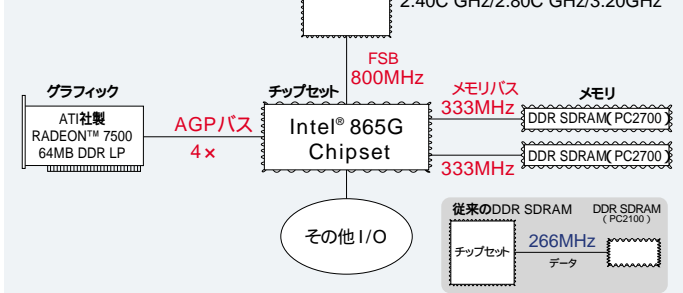 2.40C GHz/2.80C GHz/3.20GHz
FSB
800MHz
グラフィック
ATI社製
RADEON™ 7500
64MB DDR LP
AGPバス
4×
チップセット
Intel® 865G
Chipset
メモリバス
333MHz
メモリ
DDR SDRAM(PC2700)
333MHz
DDR SDRAM(PC2700)
その他I/O
従来のDDR SDRAM
DDR SDRAM
(PC2100)
チップセット
266MHz
データ